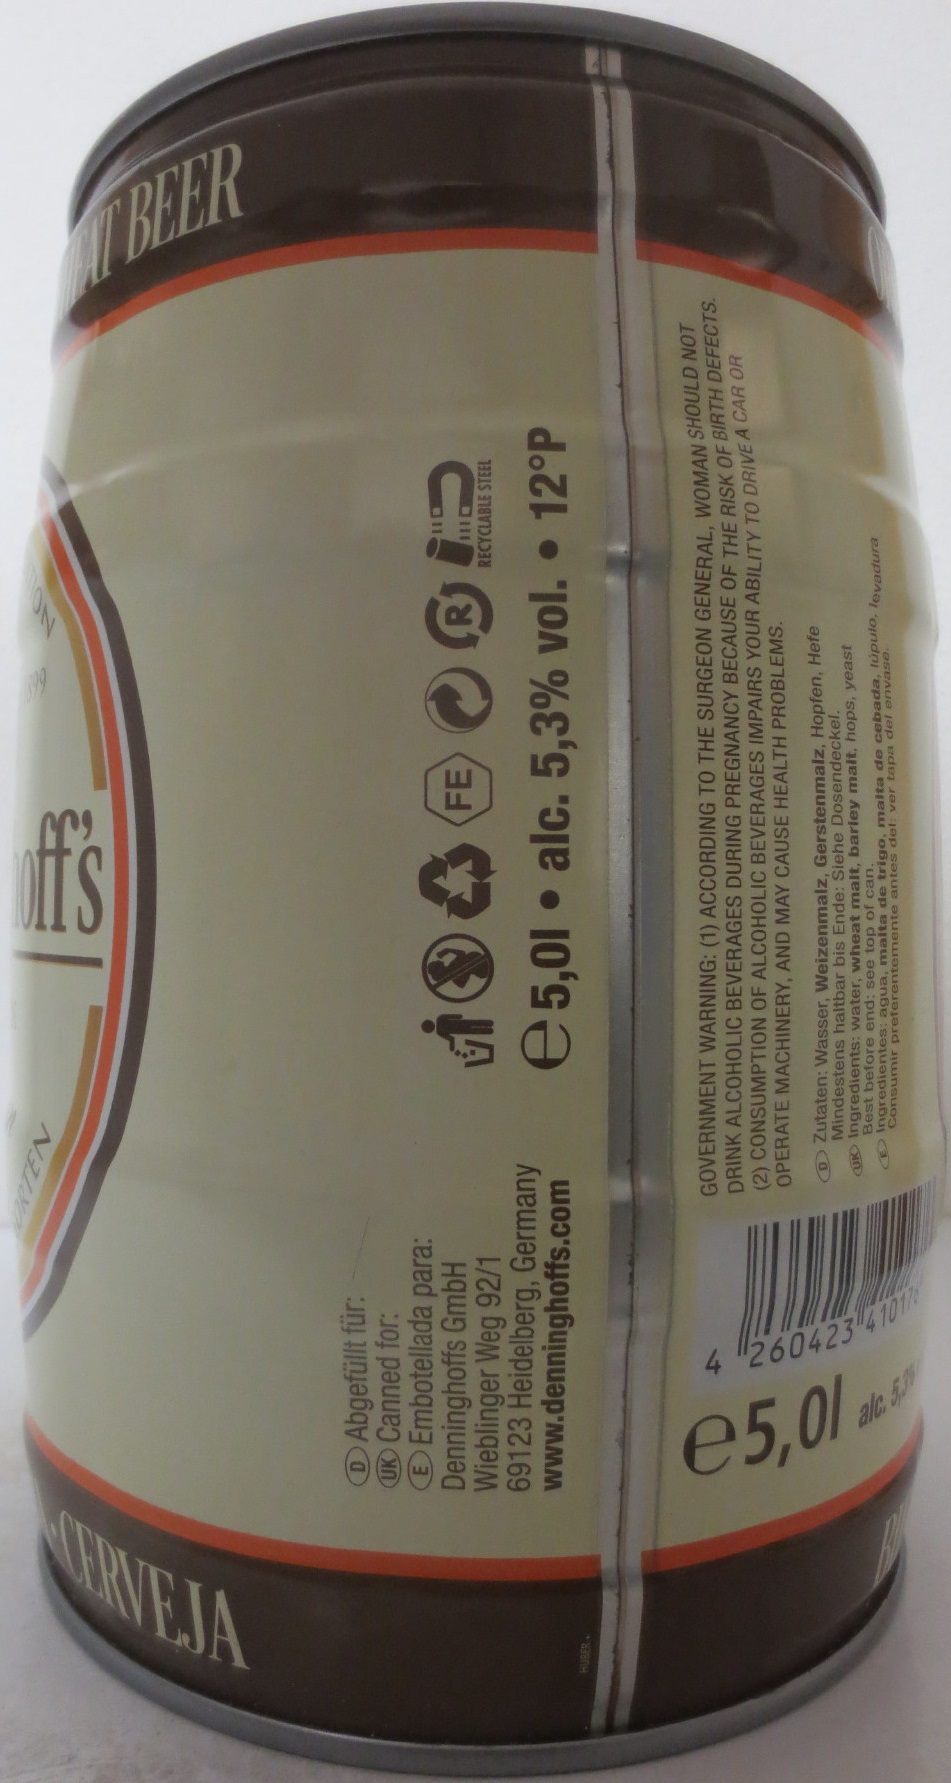 BEER
CERVEJA
off's
RECYCLABLE STEEL
FE
R
e 5,0l • alc. 5,3% vol. • 12°P
D Abgefüllt für:
UK Canned for:
E Embotellada para:
Denninghoffs GmbH
Wieblinger Weg 92/1
69123 Heidelberg, Germany
www.denninghoffs.com
HUBER
GOVERNMENT WARNING: (1) ACCORDING TO THE SURGEON GENERAL, WOMAN SHOULD NOT
DRINK ALCOHOLIC BEVERAGES DURING PREGNANCY BECAUSE OF THE RISK OF BIRTH DEFECTS.
(2) CONSUMPTION OF ALCOHOLIC BEVERAGES IMPAIRS YOUR ABILITY TO DRIVE A CAR OR
OPERATE MACHINERY, AND MAY CAUSE HEALTH PROBLEMS.
D Zutaten: Wasser, Weizenmalz, Gerstenmalz, Hopfen, Hefe
Mindestens haltbar bis Ende: Siehe Dosendeckel.
UK Ingredients: water, wheat malt, barley malt, hops, yeast
Best before end: see top of can.
E Ingredientes: agua, malta de trigo, malta de cebada, lúpulo, levadura
Consumir preferentemente antes del: ver tapa del envase.
4 260423 41017
e 5,0l alc. 5,3%